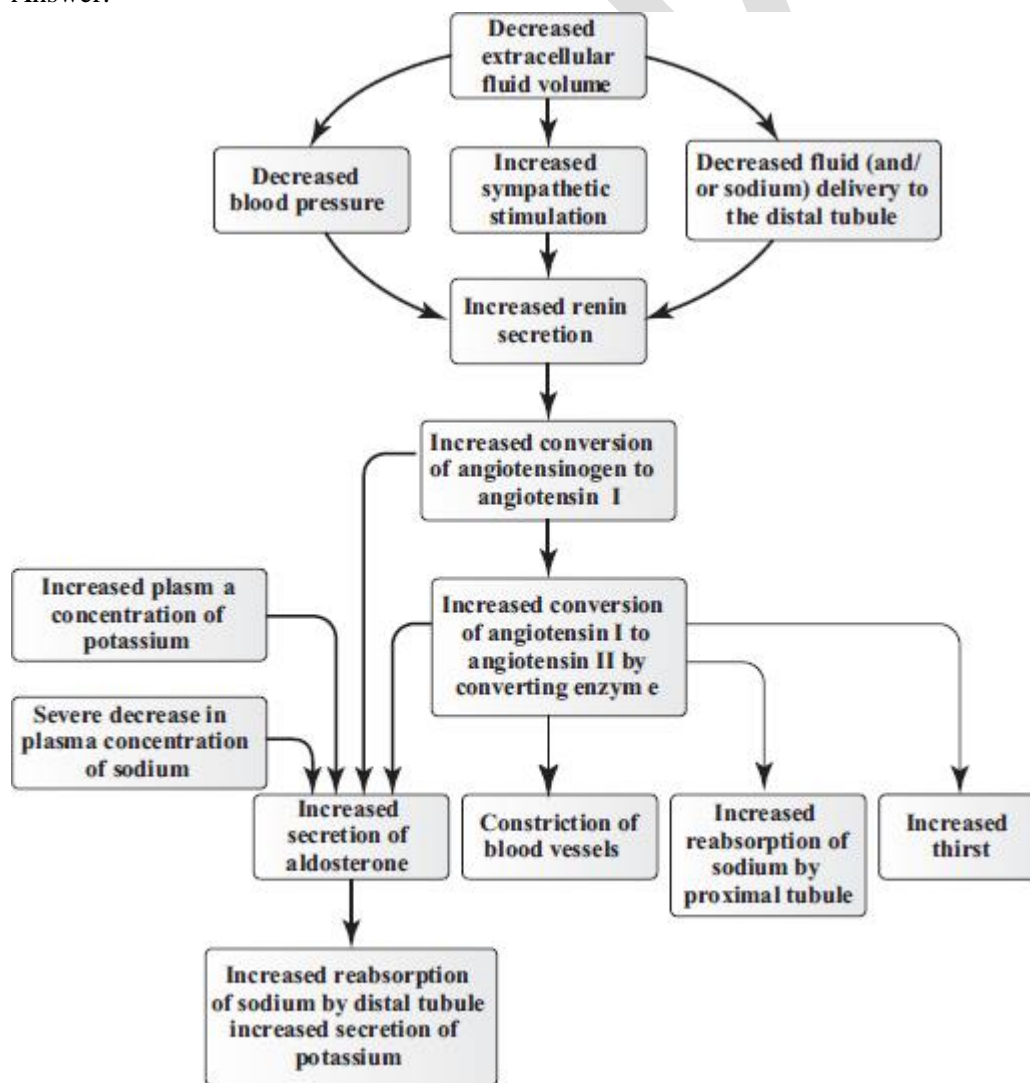 Answer:
Decreased
extracellular
fluid volume
Decreased
blood pressure
Increased
sympathetic
stimulation
Decreased fluid (and/
or sodium) delivery to
the distal tubule
Increased renin
secretion
Increased conversion
of angiotensinogen to
angiotensin I
Increased plasm a
concentration of
potassium
Increased conversion
of angiotensin I to
angiotensin II by
converting enzym e
Severe decrease in
plasma concentration
of sodium
Increased
secretion of
aldosterone
Constriction of
blood vessels
Increased
reabsorption of
sodium by
proximal tubule
Increased
thirst
Increased reabsorption
of sodium by distal tubule
increased secretion of
potassium